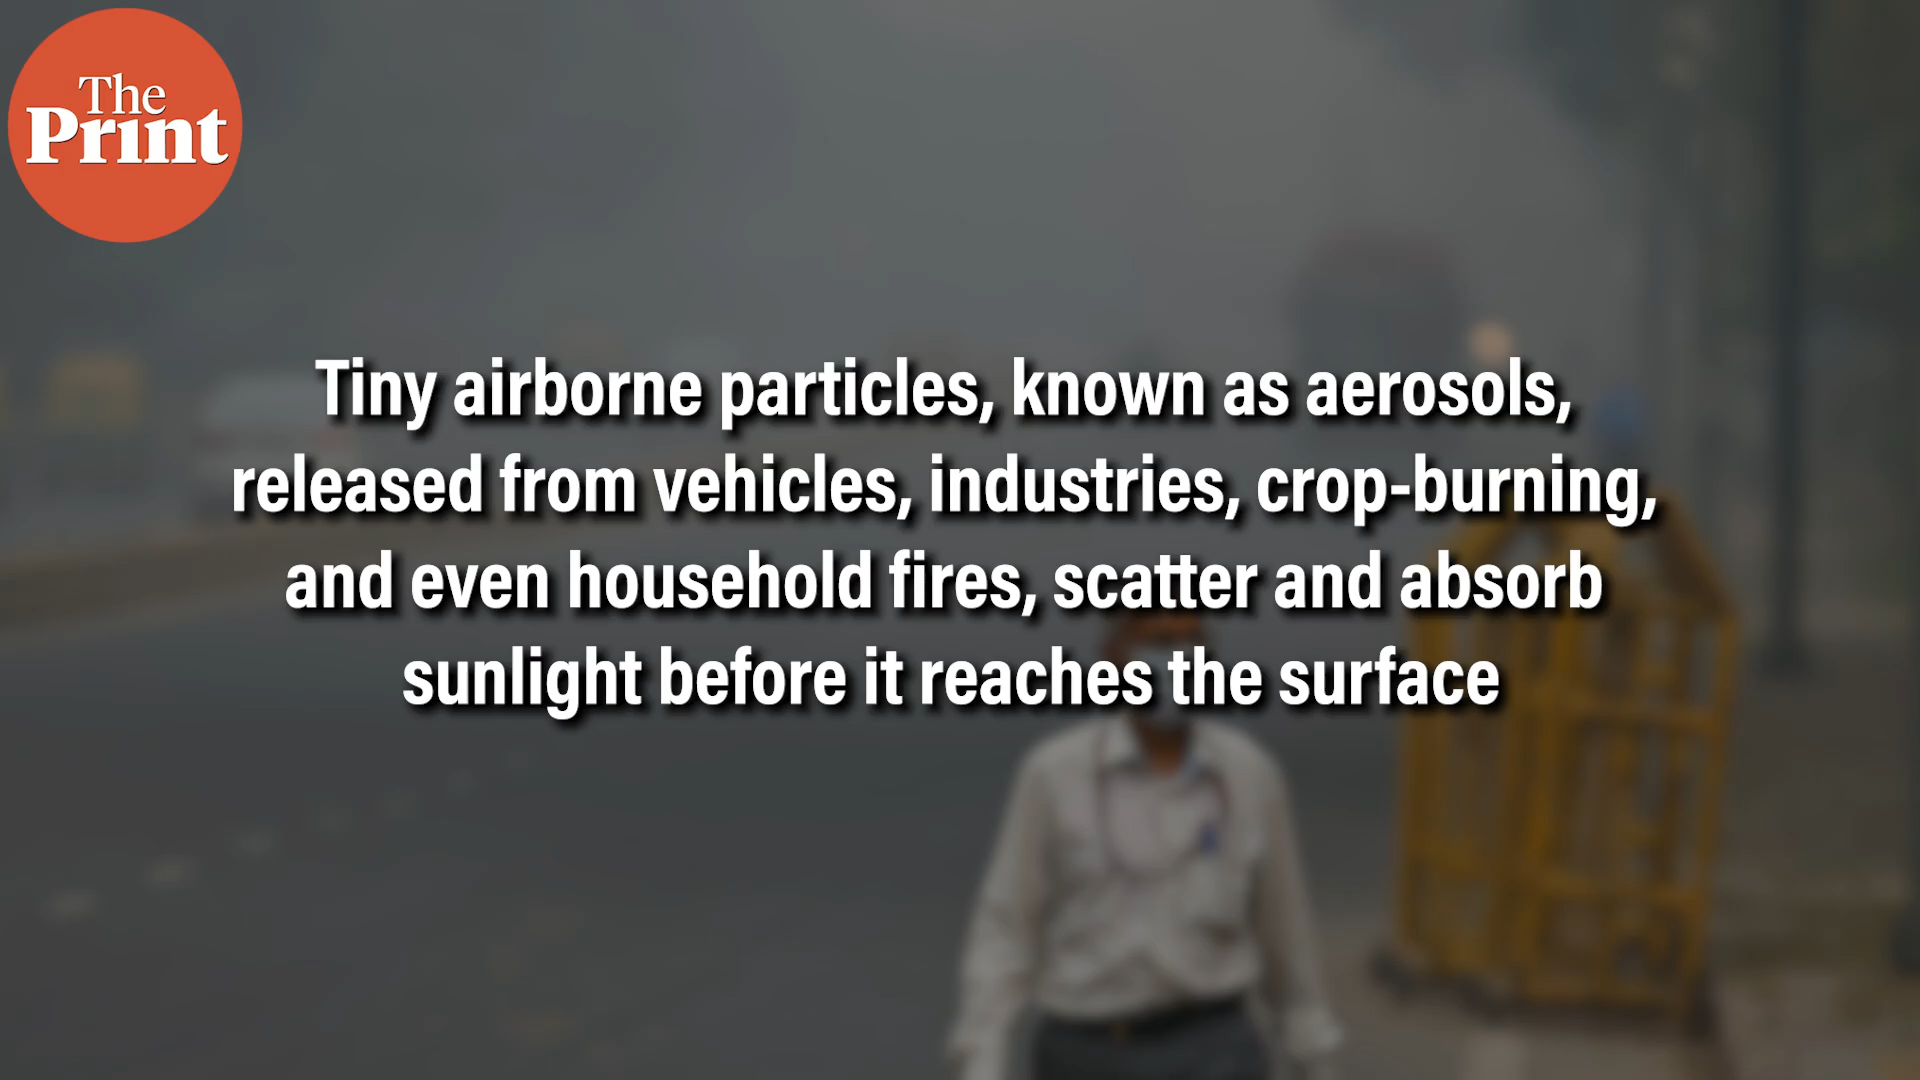 The
Print
Tiny airborne particles, known as aerosols,
released from vehicles, industries, crop-burning,
and even household fires, scatter and absorb
sunlight before it reaches the surface